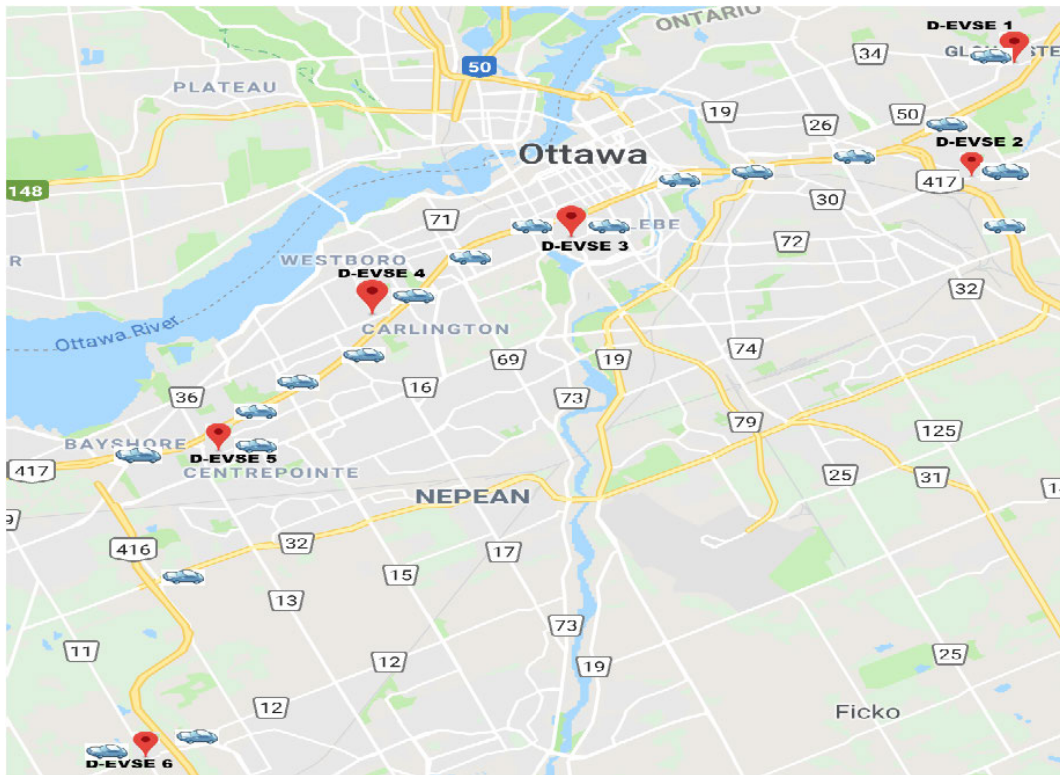 ONTARIO
D-EVSE 1
34
50
PLATEAU
19
50
26
D-EVSE 2
Ottawa
148
417
30
71
LEBE
D-EVSE 3
72
WESTBORO
R
D-EVSE 4
32
Ottawa River
CARLINGTON
74
69
19
16
36
73
79
125
BAYSHORE
D-EVSE 5
417
CENTREPOINTE
31
25
NEPEAN
416
32
17
15
13
73
11
12
19
25
12
Ficko
D-EVSE 6